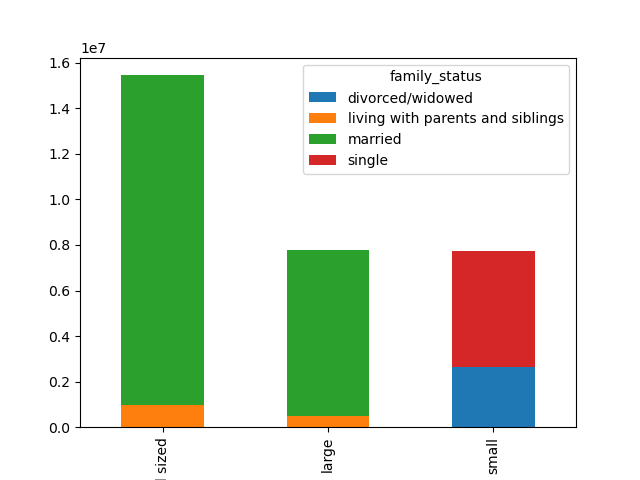 1e7
1.6
1.4
1.2
1.0
0.8
0.6
0.4
0.2
0.0
family_status
divorced/widowed
living with parents and siblings
married
single
sized
large
small